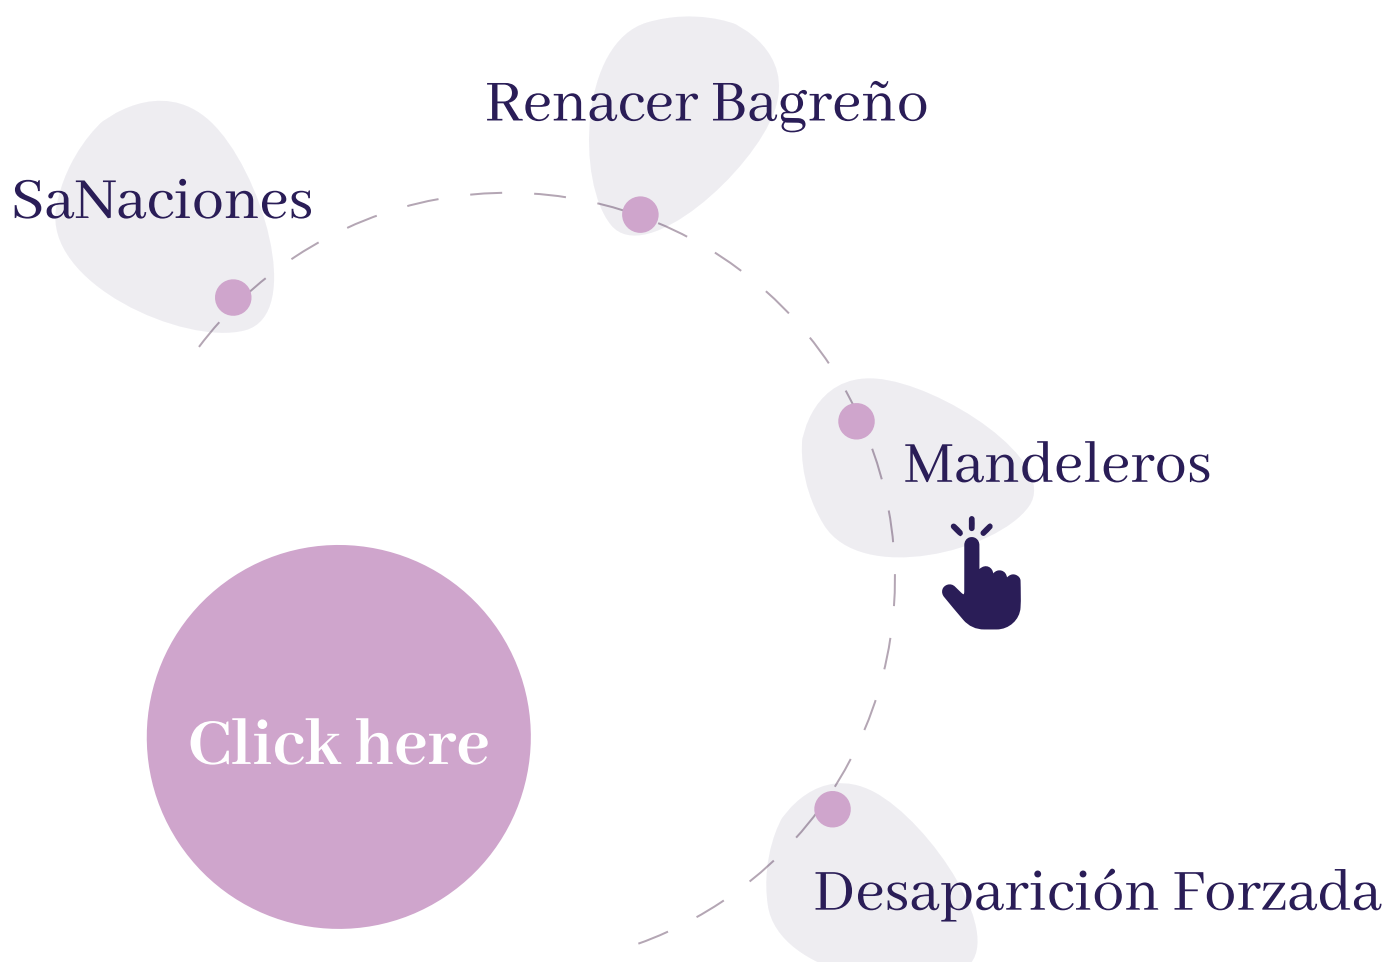 Renacer Bagreño
SaNaciones
Mandeleros
Click here
Desaparición Forzada